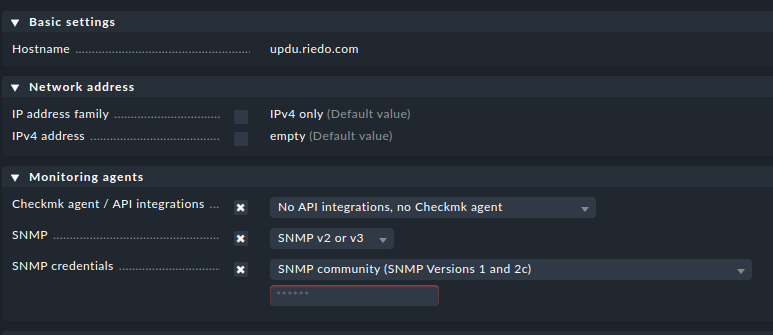 Basic settings
Hostname updu.riedo.com
Network address
IP address family IPv4 only (Default value)
IPv4 address empty (Default value)
Monitoring agents
Checkmk agent / API integrations No API integrations, no Checkmk agent
SNMP SNMP v2 or v3
SNMP credentials SNMP community (SNMP Versions 1 and 2c)
******